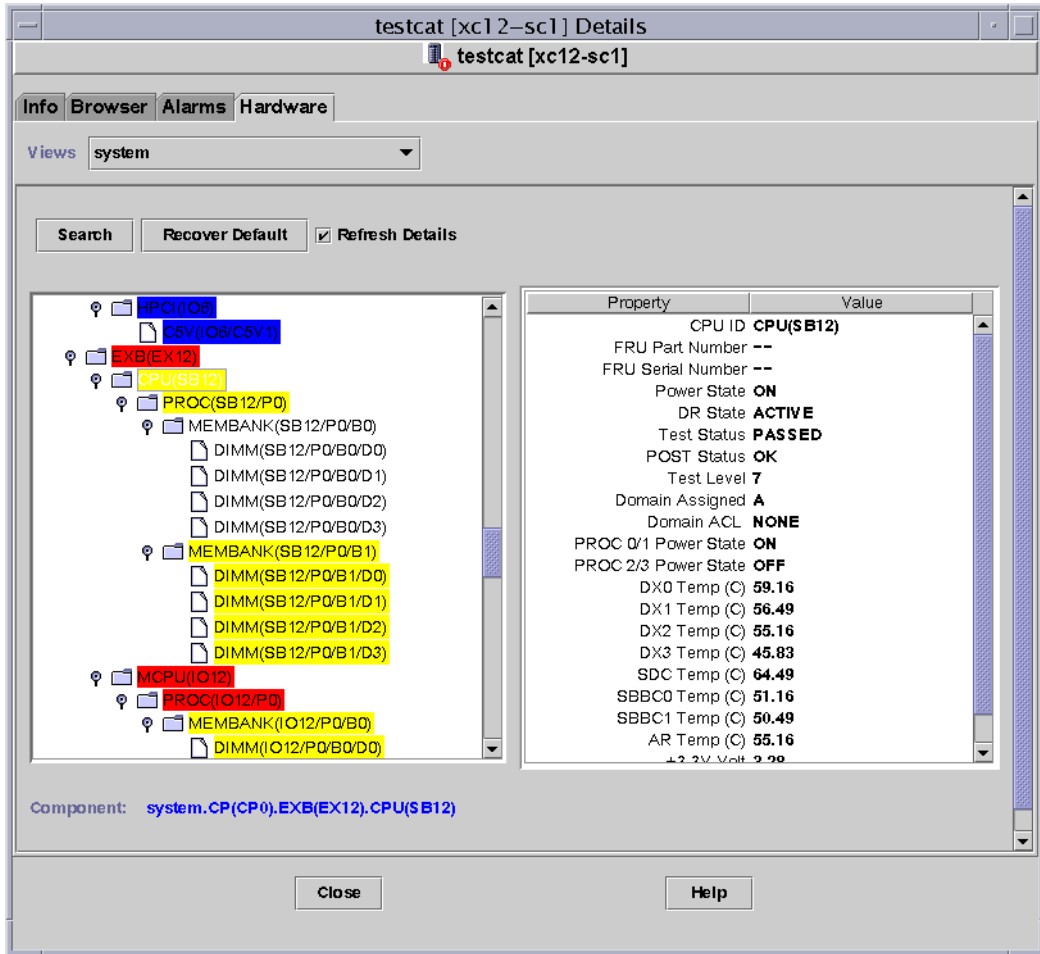 testcat [xc12-sc1] Details
testcat [xc12-sc1]
Info Browser Alarms Hardware
Views system
Search Recover Default Refresh Details
HPCI(IO6)
C5V(IO6/C5V1)
EXB(EX12)
CPU(SB12)
PROC(SB12/P0)
MEMBANK(SB12/P0/B0)
DIMM(SB12/P0/B0/D0)
DIMM(SB12/P0/B0/D1)
DIMM(SB12/P0/B0/D2)
DIMM(SB12/P0/B0/D3)
MEMBANK(SB12/P0/B1)
DIMM(SB12/P0/B1/D0)
DIMM(SB12/P0/B1/D1)
DIMM(SB12/P0/B1/D2)
DIMM(SB12/P0/B1/D3)
MCPU(IO12)
PROC(IO12/P0)
MEMBANK(IO12/P0/B0)
DIMM(IO12/P0/B0/D0)
Property Value
CPU ID CPU(SB12)
FRU Part Number --
FRU Serial Number --
Power State ON
DR State ACTIVE
Test Status PASSED
POST Status OK
Test Level 7
Domain Assigned A
Domain ACL NONE
PROC 0/1 Power State ON
PROC 2/3 Power State OFF
DX0 Temp (C) 59.16
DX1 Temp (C) 56.49
DX2 Temp (C) 55.16
DX3 Temp (C) 45.83
SDC Temp (C) 64.49
SBBC0 Temp (C) 51.16
SBBC1 Temp (C) 50.49
AR Temp (C) 55.16
+3.3V Volt 3.28
Component: system.CP(CP0).EXB(EX12).CPU(SB12)
Close Help